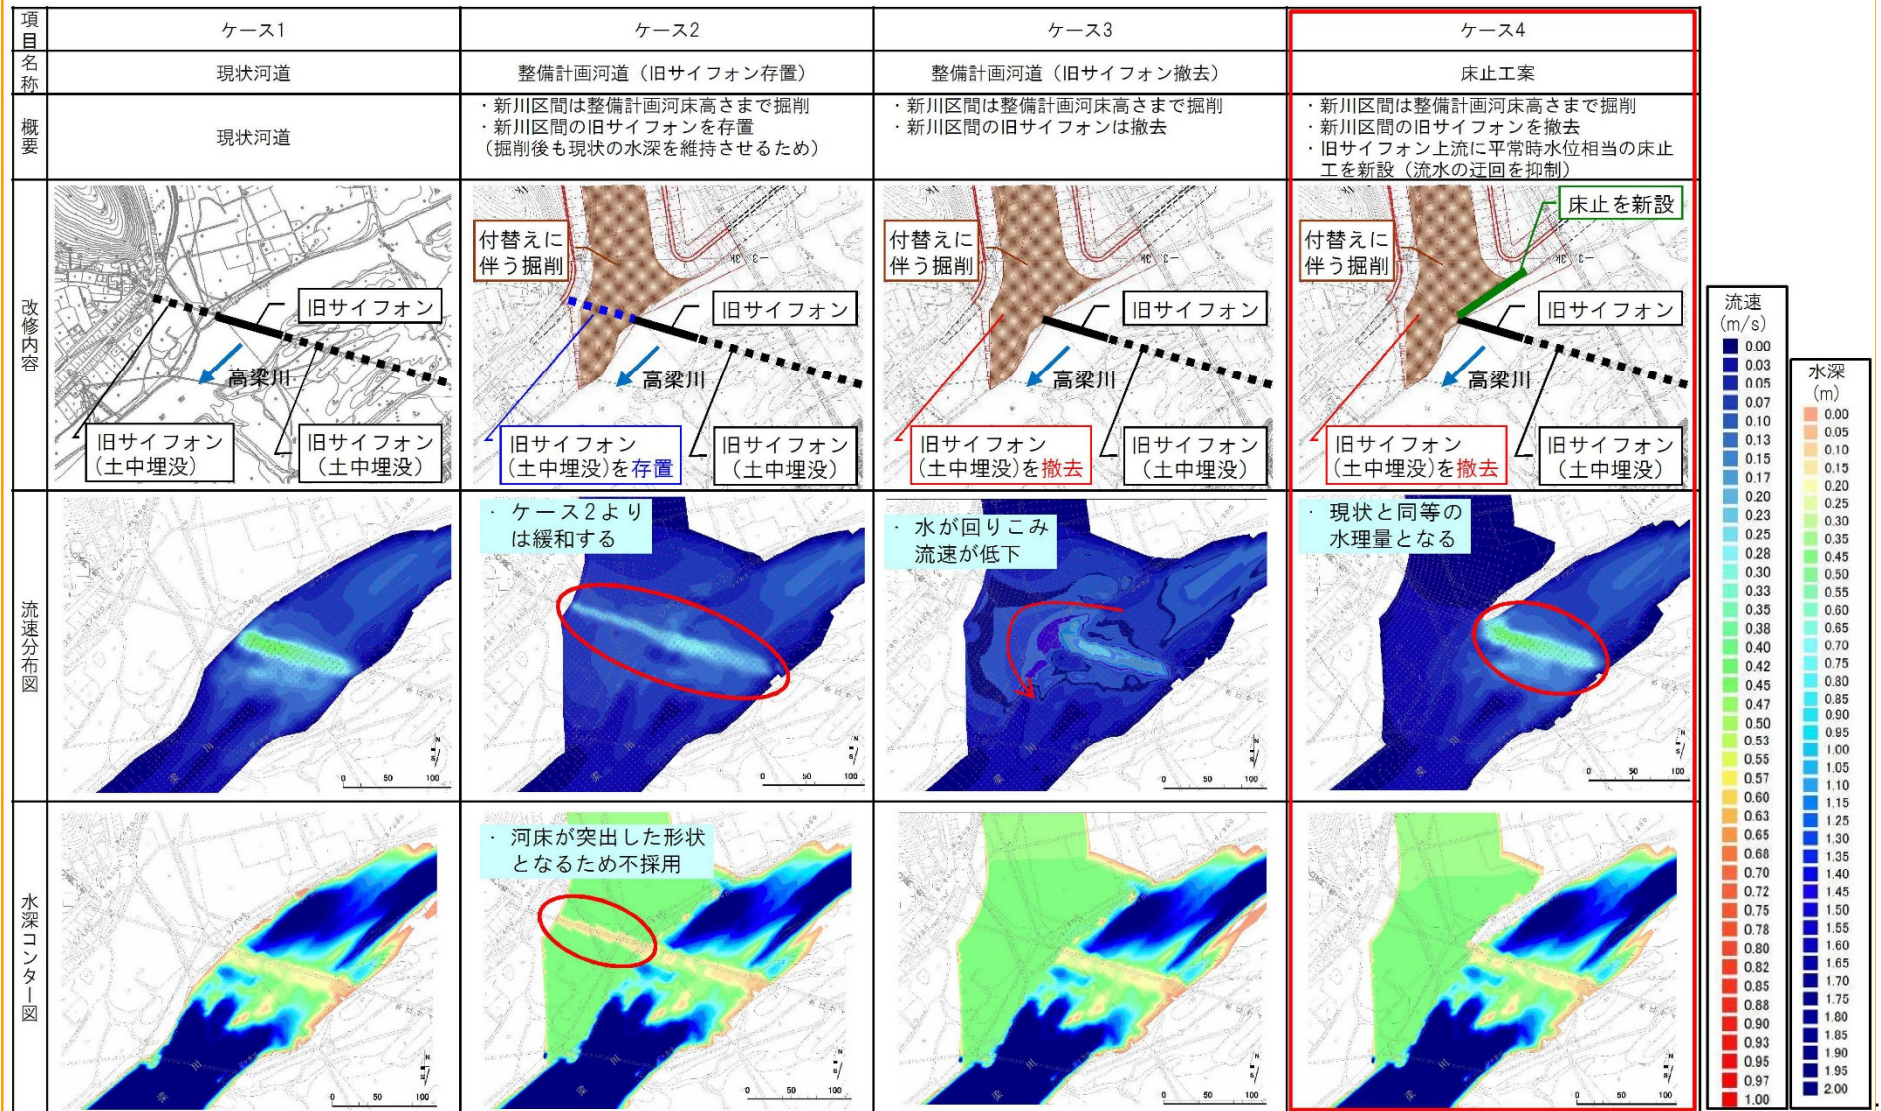 項目
ケース1
ケース2
ケース3
ケース4
名称
現状河道
整備計画河道（旧サイフォン存置）
整備計画河道（旧サイフォン撤去）
床止工案
概要
現状河道
・新川区間は整備計画河床高さまで掘削
・新川区間の旧サイフォンを存置
（掘削後も現状の水深を維持させるため）
・新川区間は整備計画河床高さまで掘削
・新川区間の旧サイフォンは撤去
・新川区間は整備計画河床高さまで掘削
・新川区間の旧サイフォンを撤去
・旧サイフォン上流に平常時水位相当の床止
工を新設（流水の迂回を抑制）
改修内容
旧サイフォン
高梁川
旧サイフォン
（土中埋没）
旧サイフォン
（土中埋没）
付替えに
伴う掘削
旧サイフォン
高梁川
旧サイフォン
（土中埋没）を存置
旧サイフォン
（土中埋没）
付替えに
伴う掘削
旧サイフォン
高梁川
旧サイフォン
（土中埋没）を撤去
旧サイフォン
（土中埋没）
床止を新設
付替えに
伴う掘削
旧サイフォン
高梁川
旧サイフォン
（土中埋没）を撤去
旧サイフォン
（土中埋没）
流速分布図
・ケース2より
は緩和する
・水が回りこみ
流速が低下
・現状と同等の
水理量となる
0 50 100
0 50 100
0 50 100
0 50 100
水深コンター図
・河床が突出した形状
となるため不採用
0 50 100
0 50 100
0 50 100
0 50 100
流速
(m/s)
0.00
0.03
0.05
0.07
0.10
0.13
0.15
0.17
0.20
0.23
0.25
0.28
0.30
0.33
0.35
0.38
0.40
0.42
0.45
0.47
0.50
0.53
0.55
0.57
0.60
0.63
0.65
0.68
0.70
0.72
0.75
0.78
0.80
0.82
0.85
0.88
0.90
0.93
0.95
0.97
1.00
水深
(m)
0.00
0.05
0.10
0.15
0.20
0.25
0.30
0.35
0.45
0.50
0.55
0.60
0.65
0.70
0.75
0.80
0.85
0.90
0.95
1.00
1.05
1.10
1.15
1.25
1.30
1.35
1.40
1.45
1.50
1.55
1.60
1.65
1.70
1.75
1.80
1.85
1.90
1.95
2.00